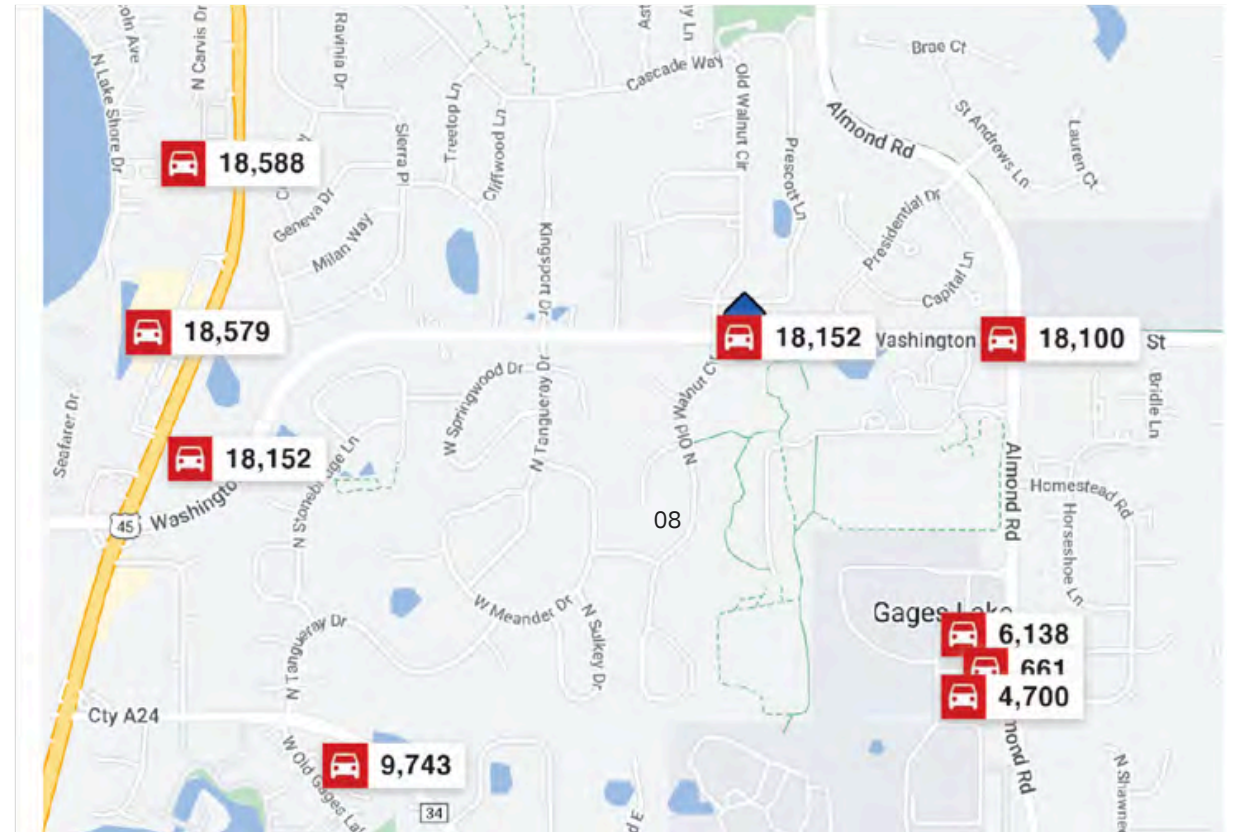 N Lake Shore Dr
N Carvis Dr
Ravinia Dr
Cascade Way
Old Walnut Cir
Brae Ct
Almond Rd
St Andrews Ln
Lauren Ct
Treetop Ln
Cliffwood Ln
Sierra Pl
Prescott Ln
18,588
Geneva Dr
Milan Way
Kingsport Dr
Presidential Dr
Capital Ln
18,579
18,152
Washington
18,100
St
Seafarer Dr
W Springwood Dr
N Tangueray Dr
N Old Walnut Cir
Bridle Ln
18,152
45
N Stonebridge Ln
08
Almond Rd
Homestead Rd
Horseshoe Ln
W Meander Dr
N Sulkey Dr
Gages Lake
6,138
661
4,700
N Tangueray Dr
Cty A24
W Old Gages
9,743
34